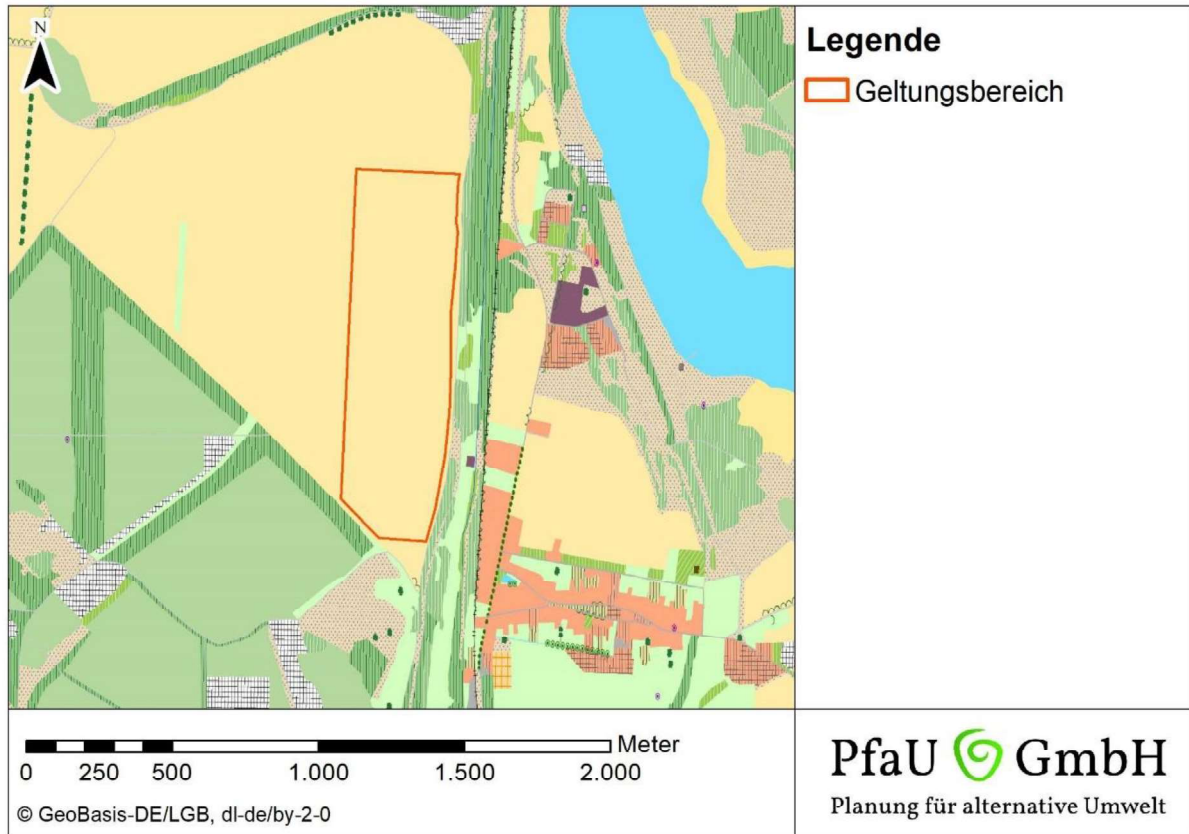 N
Legende
Geltungsbereich
Meter
0 250 500 1.000 1.500 2.000
© GeoBasis-DE/LGB, dl-de/by-2-0
PfaU GmbH
Planung für alternative Umwelt